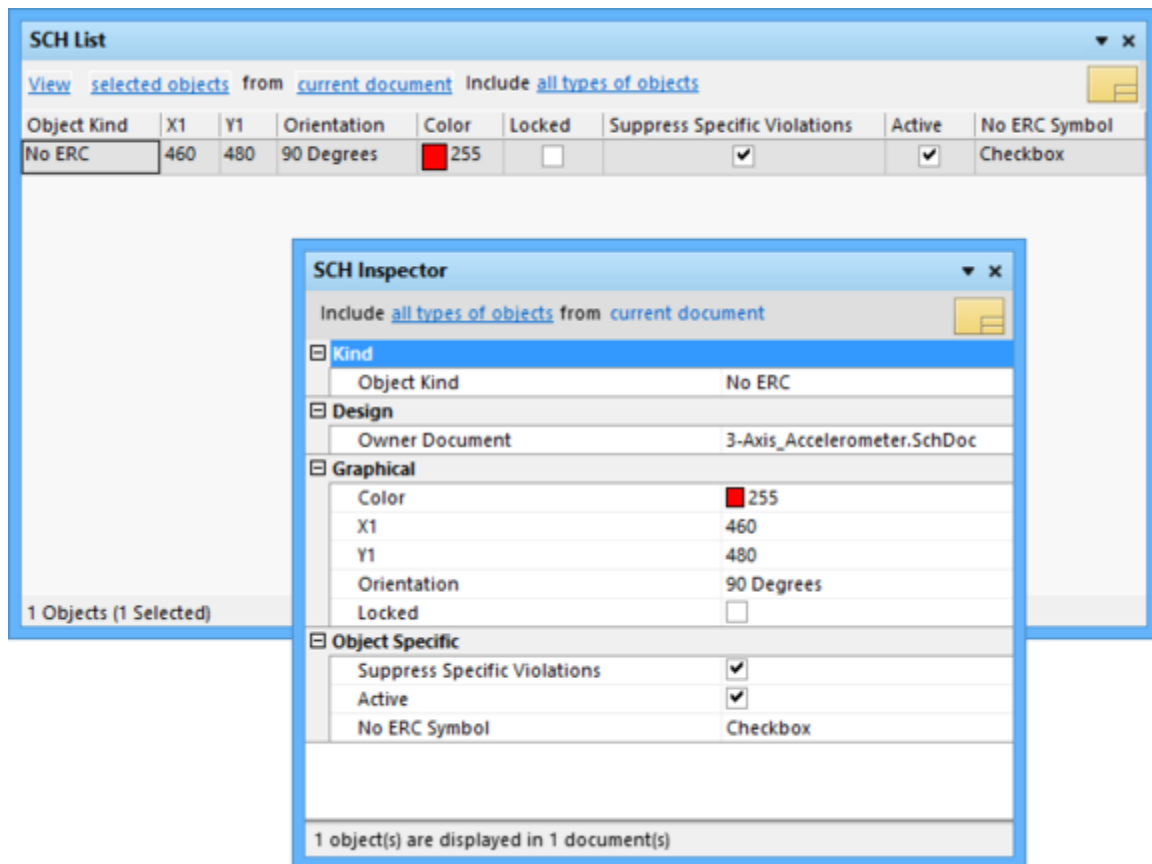 SCH List
View selected objects from current document Include all types of objects
Object Kind X1 Y1 Orientation Color Locked Suppress Specific Violations Active No ERC Symbol
No ERC 460 480 90 Degrees 255 Checkbox
SCH Inspector
Include all types of objects from current document
Kind
Object Kind No ERC
Design
Owner Document 3-Axis_Accelerometer.SchDoc
Graphical
Color 255
X1 460
Y1 480
Orientation 90 Degrees
Locked
Object Specific
Suppress Specific Violations
Active
No ERC Symbol Checkbox
1 object(s) are displayed in 1 document(s)
1 Objects (1 Selected)